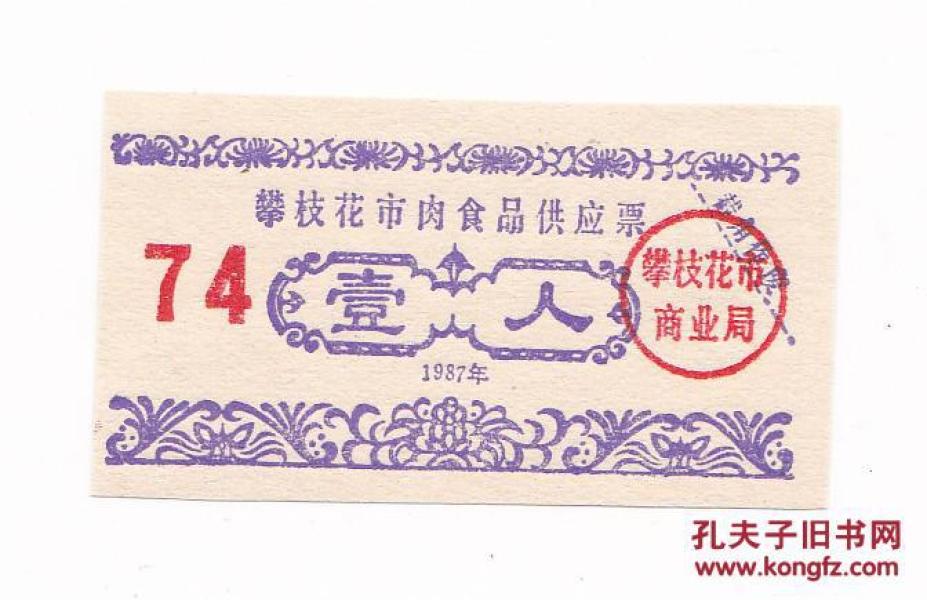 攀枝花市肉食品供应票
74
壹人
1987年
攀枝花市
商业局
孔夫子旧书网
www.kongfz.com